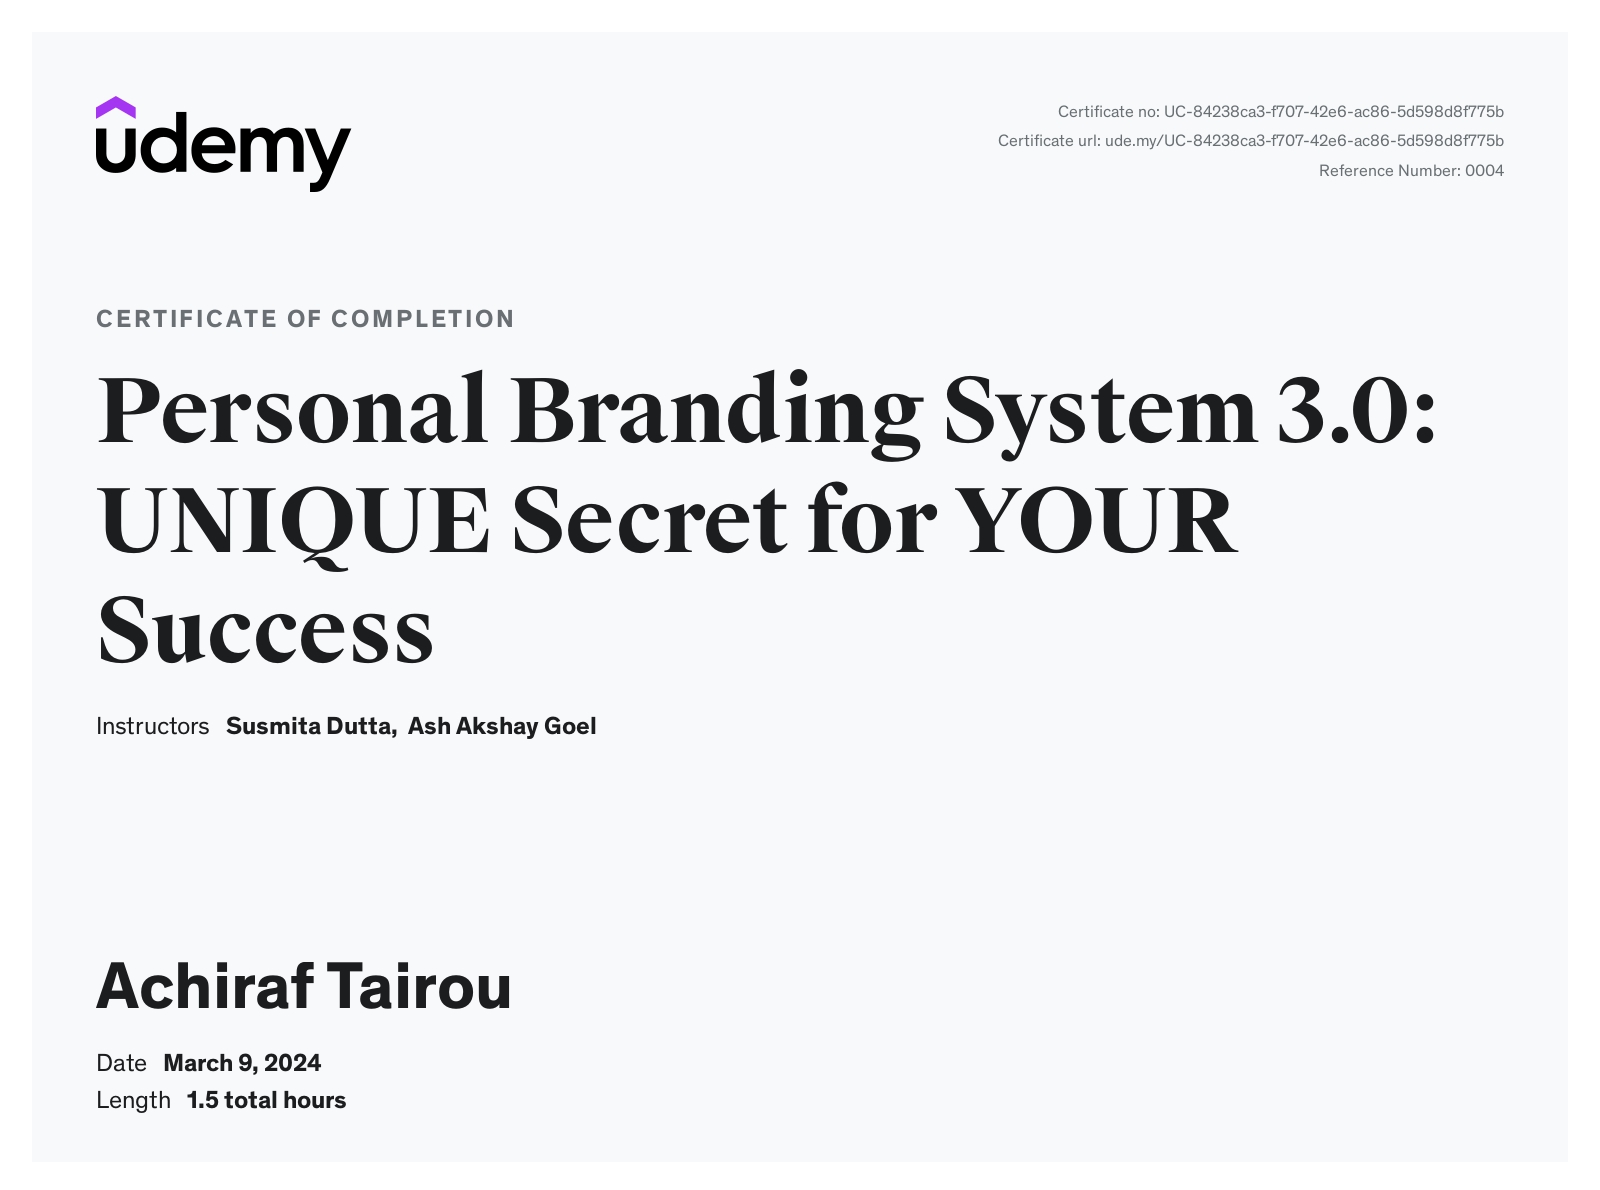 udemy
Certificate no: UC-84238ca3-f707-42e6-ac86-5d598d8f775b
Certificate url: ude.my/UC-84238ca3-f707-42e6-ac86-5d598d8f775b
Reference Number: 0004
CERTIFICATE OF COMPLETION
Personal Branding System 3.0:
UNIQUE Secret for YOUR
Success
Instructors Susmita Dutta, Ash Akshay Goel
Achiraf Tairou
Date March 9, 2024
Length 1.5 total hours